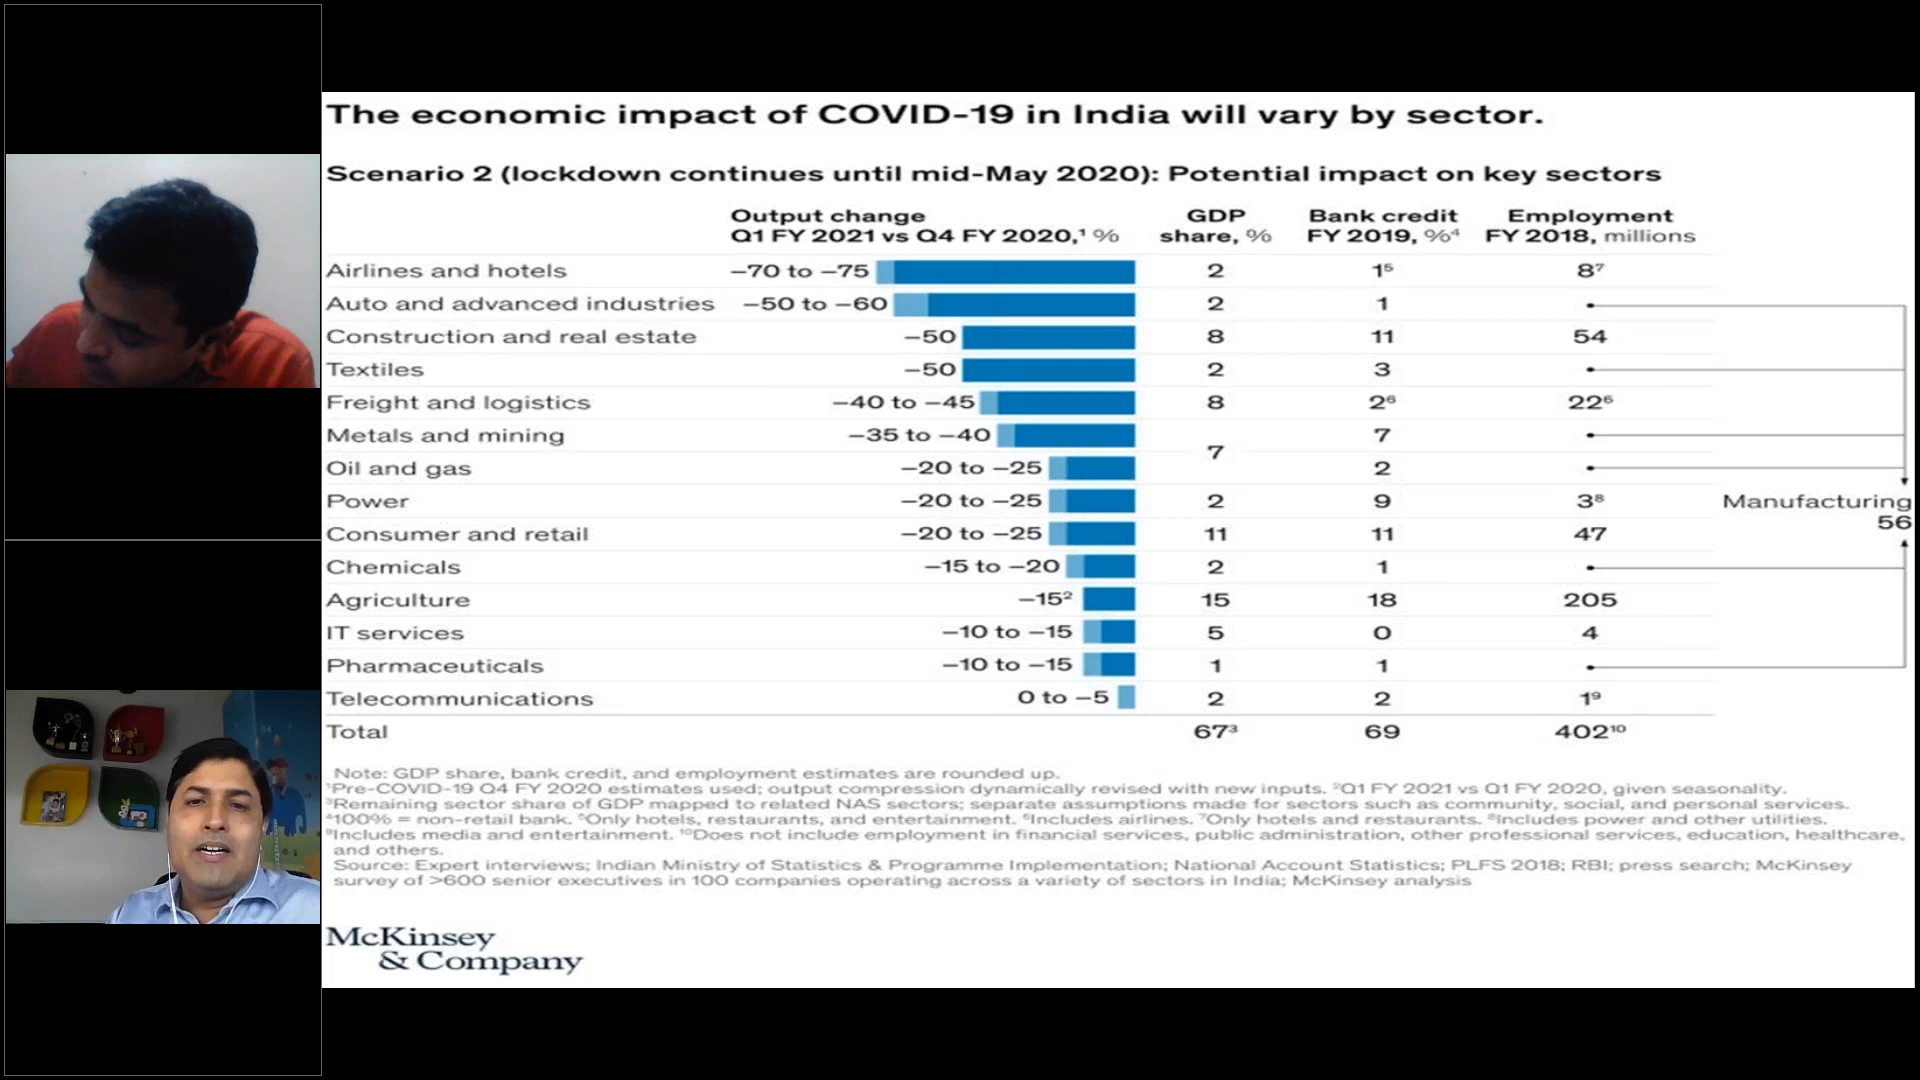 The economic impact of COVID-19 in India will vary by sector.
Scenario 2 (lockdown continues until mid-May 2020): Potential impact on key sectors
Output change Q1 FY 2021 vs Q4 FY 2020,¹ % GDP share, % Bank credit FY 2019, %⁴ Employment FY 2018, millions
Airlines and hotels −70 to −75 2 1⁵ 8⁷
Auto and advanced industries −50 to −60 2 1
Construction and real estate −50 8 11 54
Textiles −50 2 3
Freight and logistics −40 to −45 8 2⁶ 22⁶
Metals and mining −35 to −40 7 7
Oil and gas −20 to −25 2
Power −20 to −25 2 9 3⁸
Manufacturing
56
Consumer and retail −20 to −25 11 11 47
Chemicals −15 to −20 2 1
Agriculture −15² 15 18 205
IT services −10 to −15 5 0 4
Pharmaceuticals −10 to −15 1 1
Telecommunications 0 to −5 2 2 1⁹
Total 67³ 69 402¹⁰
Note: GDP share, bank credit, and employment estimates are rounded up.
¹Pre-COVID-19 Q4 FY 2020 estimates used; output compression dynamically revised with new inputs. ²Q1 FY 2021 vs Q1 FY 2020, given seasonality.
³Remaining sector share of GDP mapped to related NAS sectors; separate assumptions made for sectors such as community, social, and personal services.
⁴100% = non-retail bank. ⁵Only hotels, restaurants, and entertainment. ⁶Includes airlines. ⁷Only hotels and restaurants. ⁸Includes power and other utilities.
⁹Includes media and entertainment. ¹⁰Does not include employment in financial services, public administration, other professional services, education, healthcare,
and others.
Source: Expert interviews; Indian Ministry of Statistics & Programme Implementation; National Account Statistics; PLFS 2018; RBI; press search; McKinsey
survey of >600 senior executives in 100 companies operating across a variety of sectors in India; McKinsey analysis
McKinsey
& Company